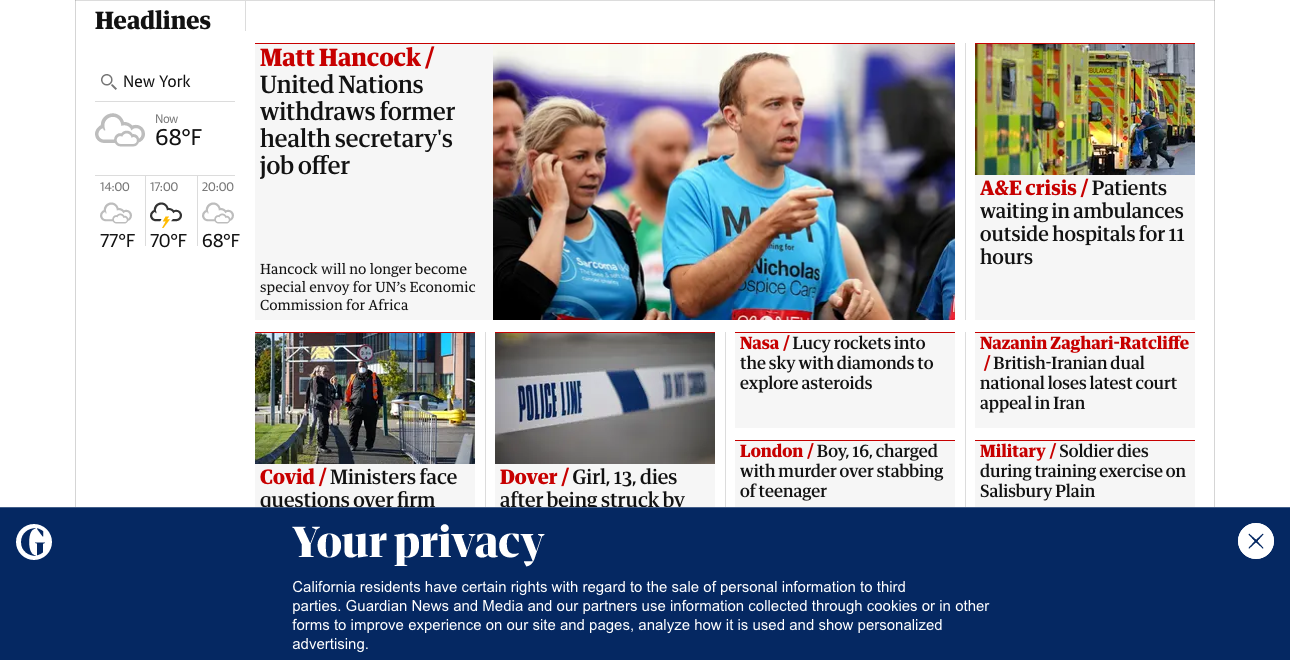 Headlines
New York
Now
68°F
14:00
17:00
20:00
77°F
70°F
68°F
Matt Hancock /
United Nations
withdraws former
health secretary's
job offer
Hancock will no longer become
special envoy for UN’s Economic
Commission for Africa
Sarcoma
MATT
Nicholas
AMBULANCE
A&E crisis / Patients
waiting in ambulances
outside hospitals for 11
hours
Covid / Ministers face
questions over firm
POLICE LINE
DO NOT CROSS
Dover / Girl, 13, dies
after being struck by
Nasa / Lucy rockets into
the sky with diamonds to
explore asteroids
London / Boy, 16, charged
with murder over stabbing
of teenager
Nazanin Zaghari-Ratcliffe
/ British-Iranian dual
national loses latest court
appeal in Iran
Military / Soldier dies
during training exercise on
Salisbury Plain
G
Your privacy
California residents have certain rights with regard to the sale of personal information to third
parties. Guardian News and Media and our partners use information collected through cookies or in other
forms to improve experience on our site and pages, analyze how it is used and show personalized
advertising.